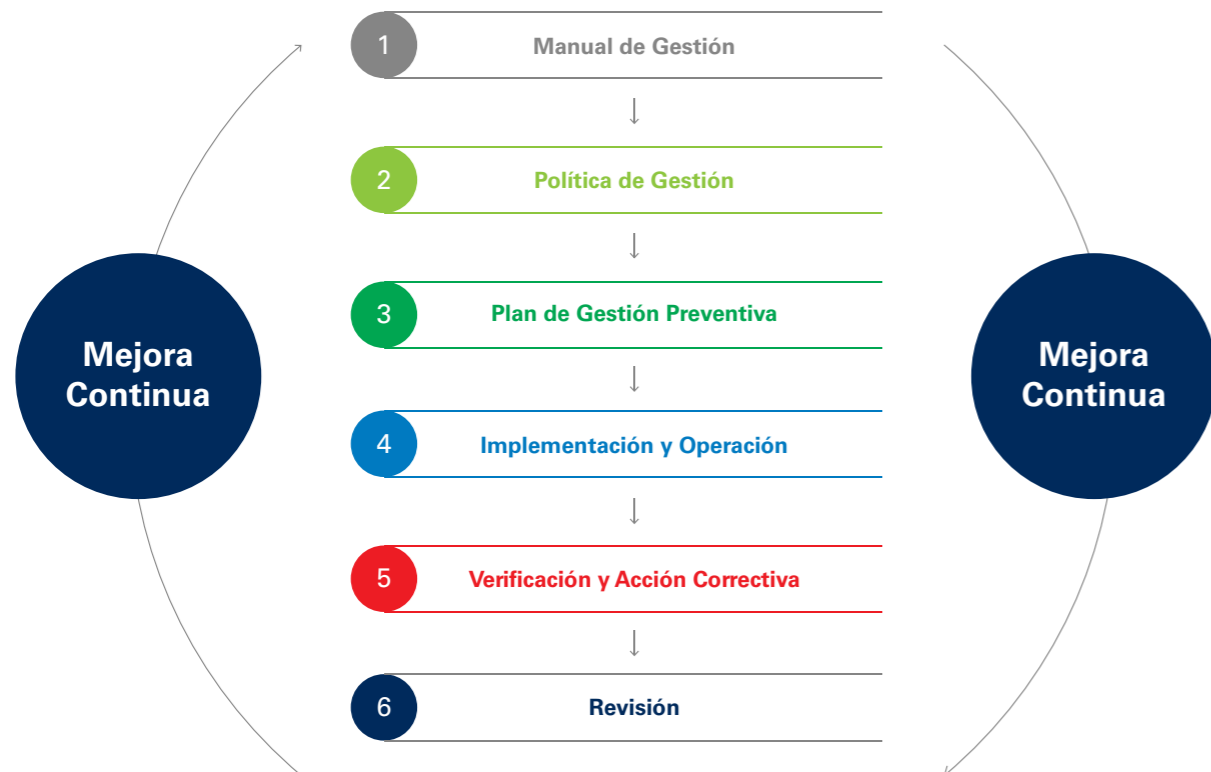 1
Manual de Gestión
2
Política de Gestión
3
Plan de Gestión Preventiva
Mejora
Continua
Mejora
Continua
4
Implementación y Operación
5
Verificación y Acción Correctiva
6
Revisión